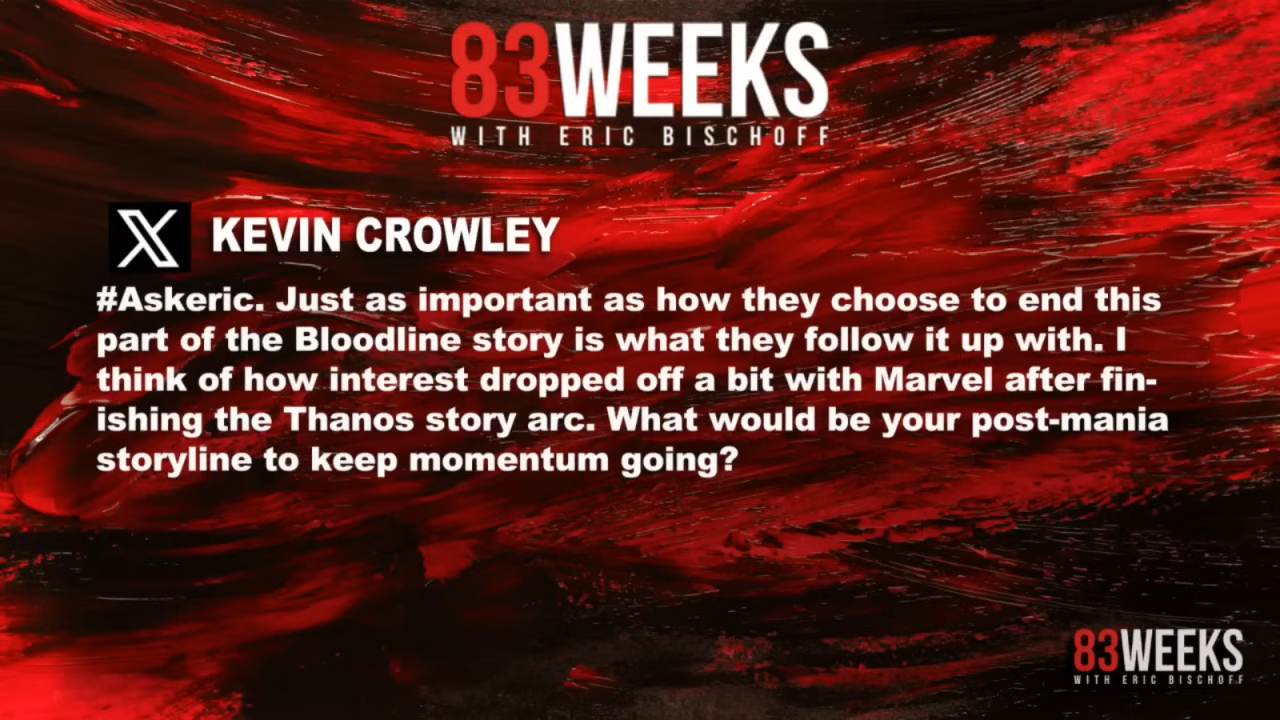 83WEEKS
WITH ERIC BISCHOFF
X KEVIN CROWLEY
#Askeric. Just as important as how they choose to end this
part of the Bloodline story is what they follow it up with. I
think of how interest dropped off a bit with Marvel after fin-
ishing the Thanos story arc. What would be your post-mania
storyline to keep momentum going?
83WEEKS
WITH ERIC BISCHOFF